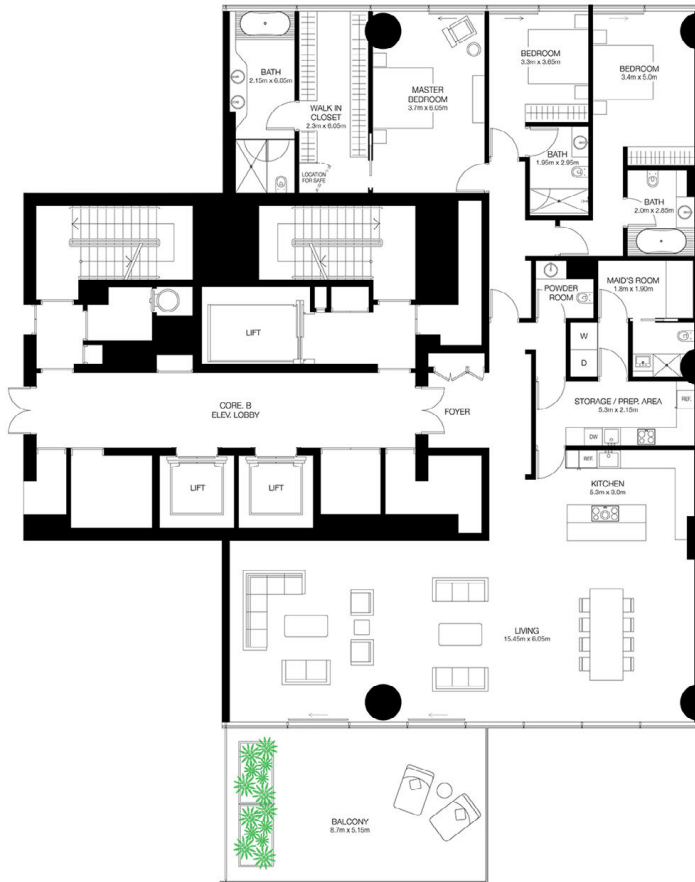 BATH
2.15m x 6.05m
WALK IN
CLOSET
2.3m x 6.05m
LOCATION
FOR SAFE
MASTER
BEDROOM
3.7m x 6.05m
BEDROOM
3.3m x 3.65m
BEDROOM
3.4m x 5.0m
BATH
1.95m x 2.95m
BATH
2.0m x 2.85m
POWDER
ROOM
MAID'S ROOM
1.8m x 1.90m
W
D
LIFT
CORE. B
ELEV. LOBBY
FOYER
STORAGE / PREP. AREA
5.3m x 2.15m
REF.
DW
REF.
KITCHEN
5.3m x 3.0m
LIFT
LIFT
LIVING
15.45m x 6.05m
BALCONY
8.7m x 5.15m